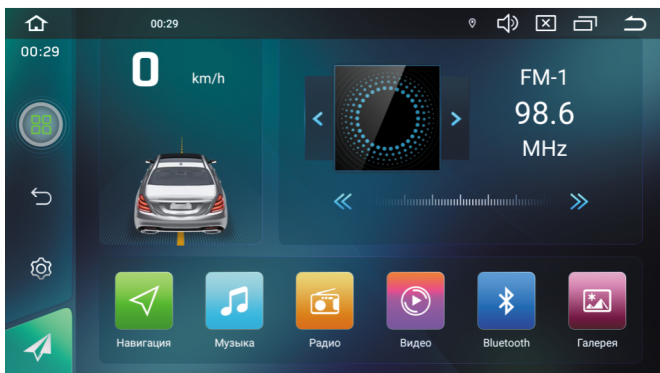 00:29
00:29
0 km/h
FM-1
98.6
MHz
Навигация
Музыка
Радио
Видео
Bluetooth
Галерея